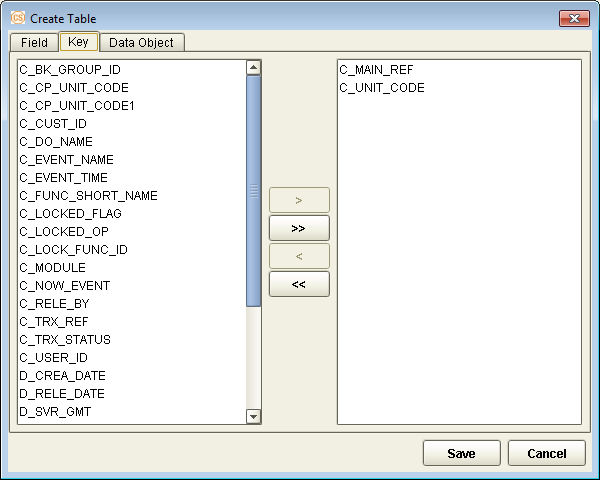 CS Create Table
Field Key Data Object
C_BK_GROUP_ID
C_CP_UNIT_CODE
C_CP_UNIT_CODE1
C_CUST_ID
C_DO_NAME
C_EVENT_NAME
C_EVENT_TIME
C_FUNC_SHORT_NAME
C_LOCKED_FLAG
C_LOCKED_OP
C_LOCK_FUNC_ID
C_MODULE
C_NOW_EVENT
C_RELE_BY
C_TRX_REF
C_TRX_STATUS
C_USER_ID
D_CREA_DATE
D_RELE_DATE
D_SVR_GMT
>
>>
<
<<
C_MAIN_REF
C_UNIT_CODE
Save Cancel